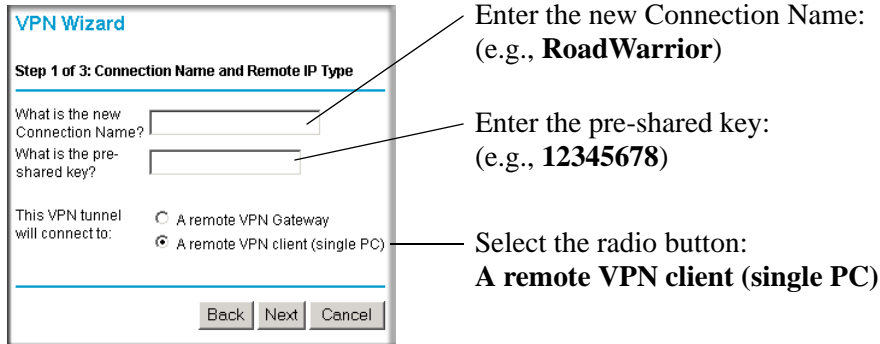 VPN Wizard
Step 1 of 3: Connection Name and Remote IP Type
What is the new
Connection Name?
What is the pre-
shared key?
This VPN tunnel
will connect to:
A remote VPN Gateway
A remote VPN client (single PC)
Back Next Cancel
Enter the new Connection Name:
(e.g., RoadWarrior)
Enter the pre-shared key:
(e.g., 12345678)
Select the radio button:
A remote VPN client (single PC)